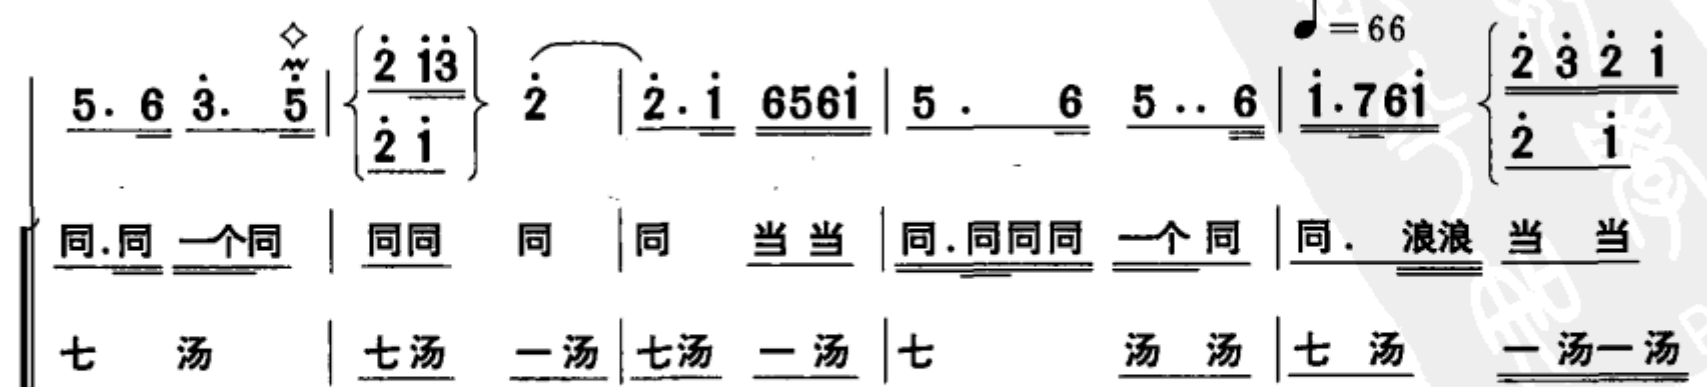 ♩=66
5. 6 3̇. 5̇ | { 2̇ 1̇3̇ / 2̇ 1̇ } 2̇ | 2̇. 1̇ 6561̇ | 5 . 6 5.. 6 | 1̇.761̇ { 2̇ 3̇ 2̇ 1̇ / 2̇ 1̇ }
同.同 一个同 | 同同 同 | 同 当 当 | 同.同同同 一个 同 | 同. 浪浪 当 当
七 汤 | 七汤 一汤 | 七汤 一 汤 | 七 汤 汤 | 七 汤 一 汤一 汤